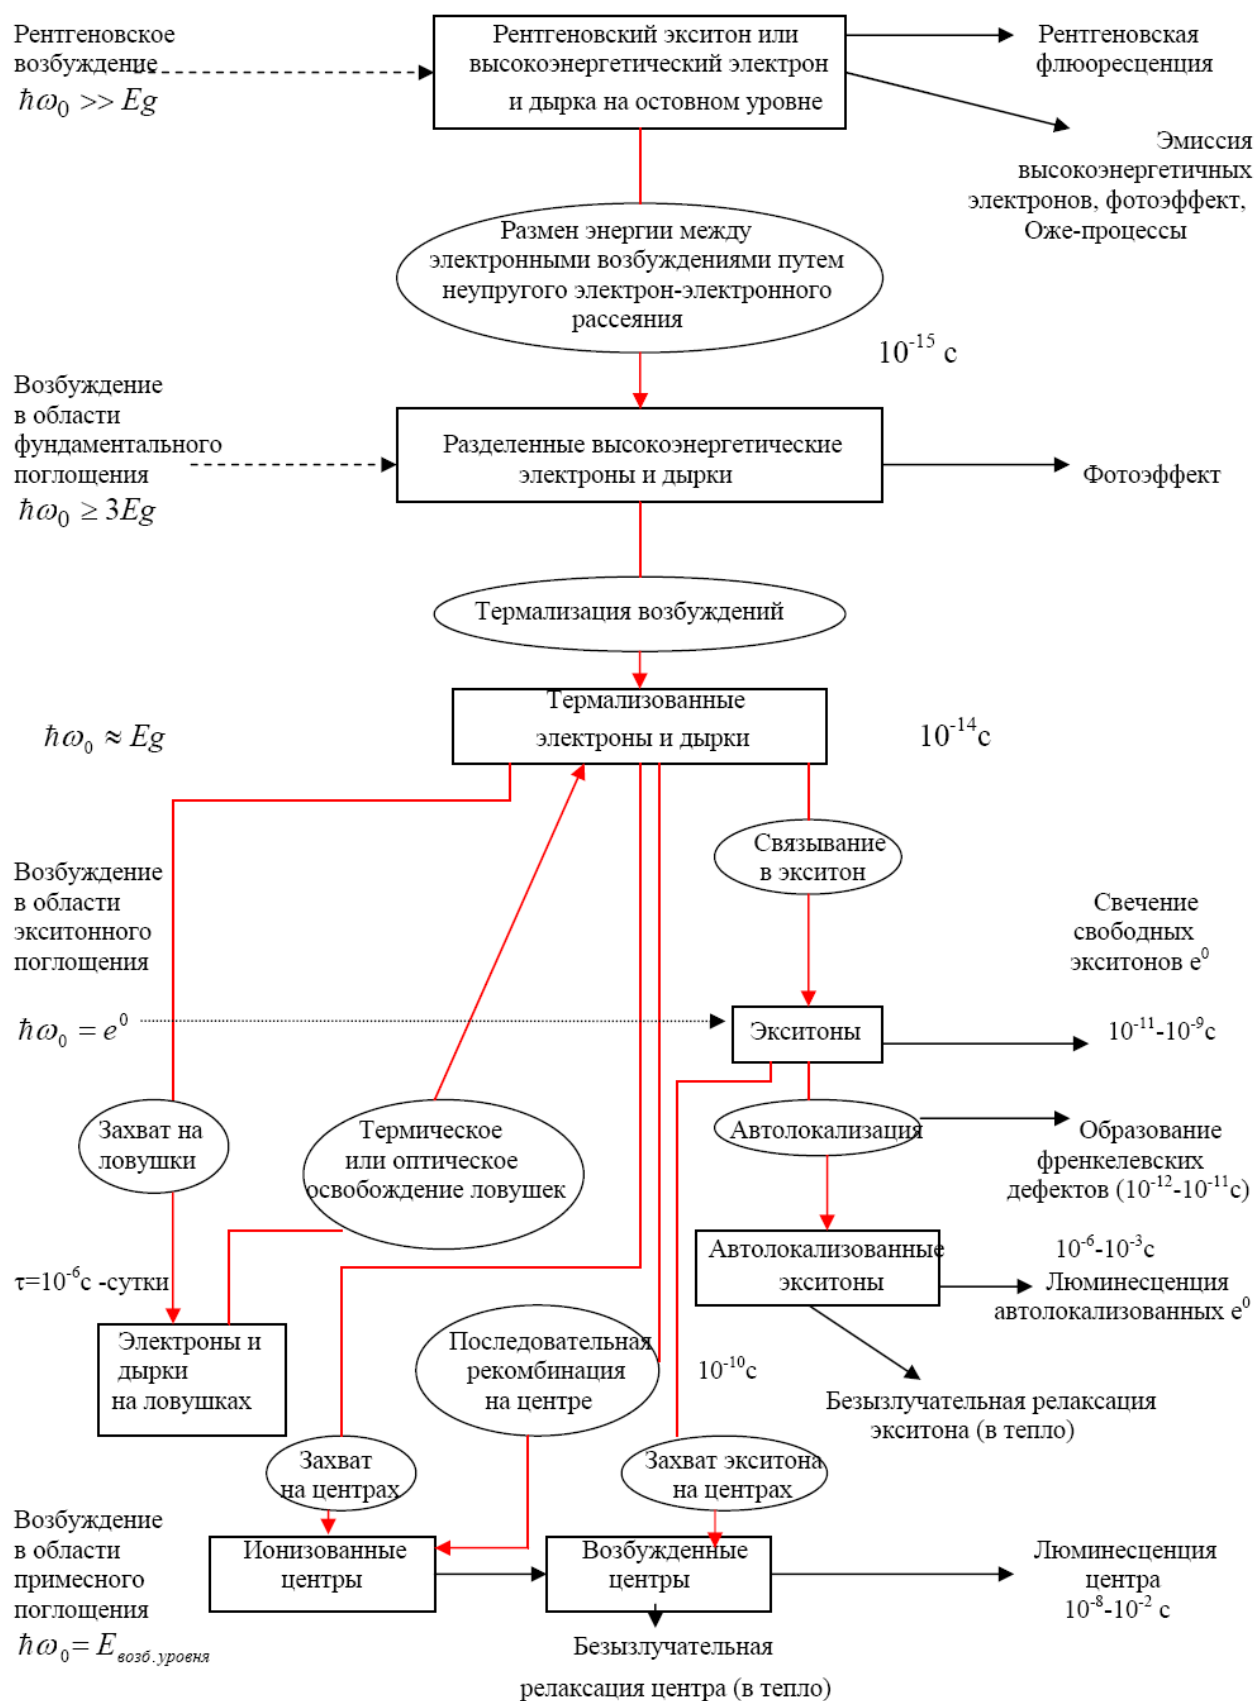 Рентгеновское
возбуждение
ħω₀ >> Eg
Рентгеновский экситон или
высокоэнергетический электрон
и дырка на остовном уровне
Рентгеновская
флюоресценция
Эмиссия
высокоэнергетичных
электронов, фотоэффект,
Оже-процессы
Размен энергии между
электронными возбуждениями путем
неупругого электрон-электронного
рассеяния
10⁻¹⁵ с
Возбуждение
в области
фундаментального
поглощения
ħω₀ ≥ 3Eg
Разделенные высокоэнергетические
электроны и дырки
Фотоэффект
Термализация возбуждений
ħω₀ ≈ Eg
Термализованные
электроны и дырки
10⁻¹⁴с
Связывание
в экситон
Возбуждение
в области
экситонного
поглощения
Свечение
свободных
экситонов e⁰
ħω₀ = e⁰
Экситоны
10⁻¹¹-10⁻⁹с
Захват на
ловушки
Термическое
или оптическое
освобождение ловушек
Автолокализация
Образование
френкелевских
дефектов (10⁻¹²-10⁻¹¹с)
Автолокализованные
экситоны
10⁻⁶-10⁻³с
Люминесценция
автолокализованных e⁰
τ=10⁻⁶с -сутки
Электроны и
дырки
на ловушках
Последовательная
рекомбинация
на центре
10⁻¹⁰с
Безызлучательная релаксация
экситона (в тепло)
Захват
на центрах
Захват экситона
на центрах
Возбуждение
в области
примесного
поглощения
ħω₀ = E возб.уровня
Ионизованные
центры
Возбужденные
центры
Люминесценция
центра
10⁻⁸-10⁻² с
Безызлучательная
релаксация центра (в тепло)